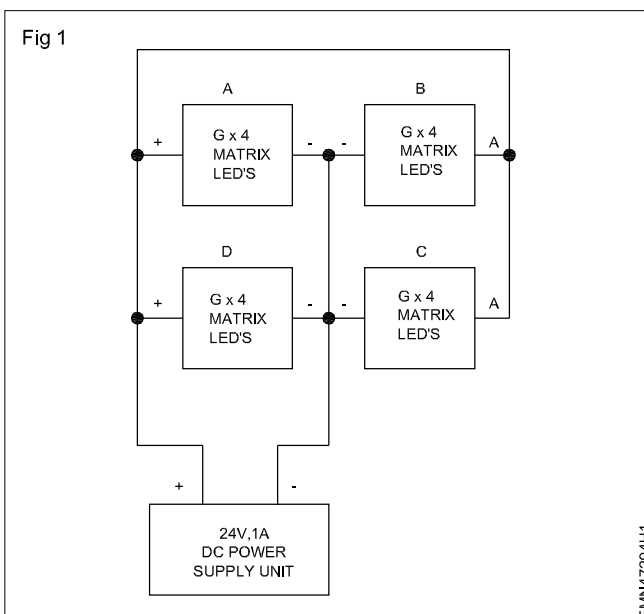 Fig 1
A
B
+
G x 4
MATRIX
LED'S
-
-
G x 4
MATRIX
LED'S
A
D
C
+
G x 4
MATRIX
LED'S
-
-
G x 4
MATRIX
LED'S
A
+
-
24V,1A
DC POWER
SUPPLY UNIT